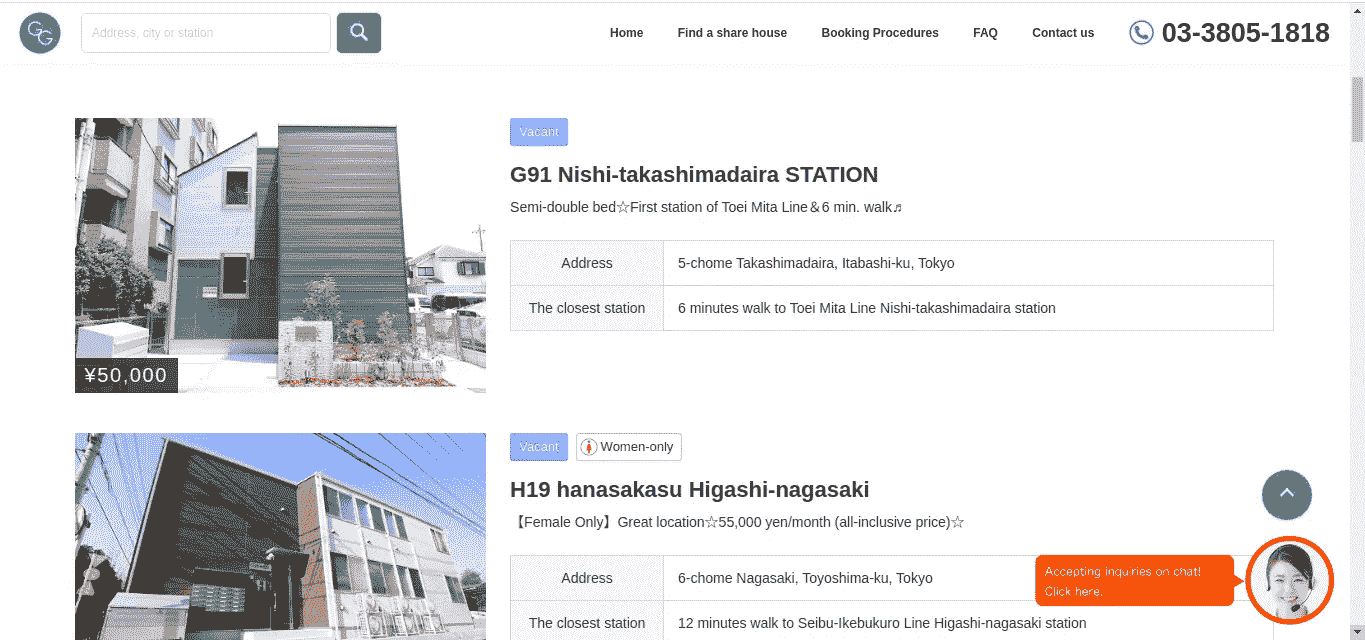 GG
Address, city or station
Home
Find a share house
Booking Procedures
FAQ
Contact us
03-3805-1818
Vacant
G91 Nishi-takashimadaira STATION
Semi-double bed☆First station of Toei Mita Line＆6 min. walk♬
Address
5-chome Takashimadaira, Itabashi-ku, Tokyo
The closest station
6 minutes walk to Toei Mita Line Nishi-takashimadaira station
¥50,000
Vacant
Women-only
H19 hanasakasu Higashi-nagasaki
【Female Only】Great location☆55,000 yen/month (all-inclusive price)☆
Address
6-chome Nagasaki, Toyoshima-ku, Tokyo
The closest station
12 minutes walk to Seibu-Ikebukuro Line Higashi-nagasaki station
Accepting inquiries on chat!
Click here.